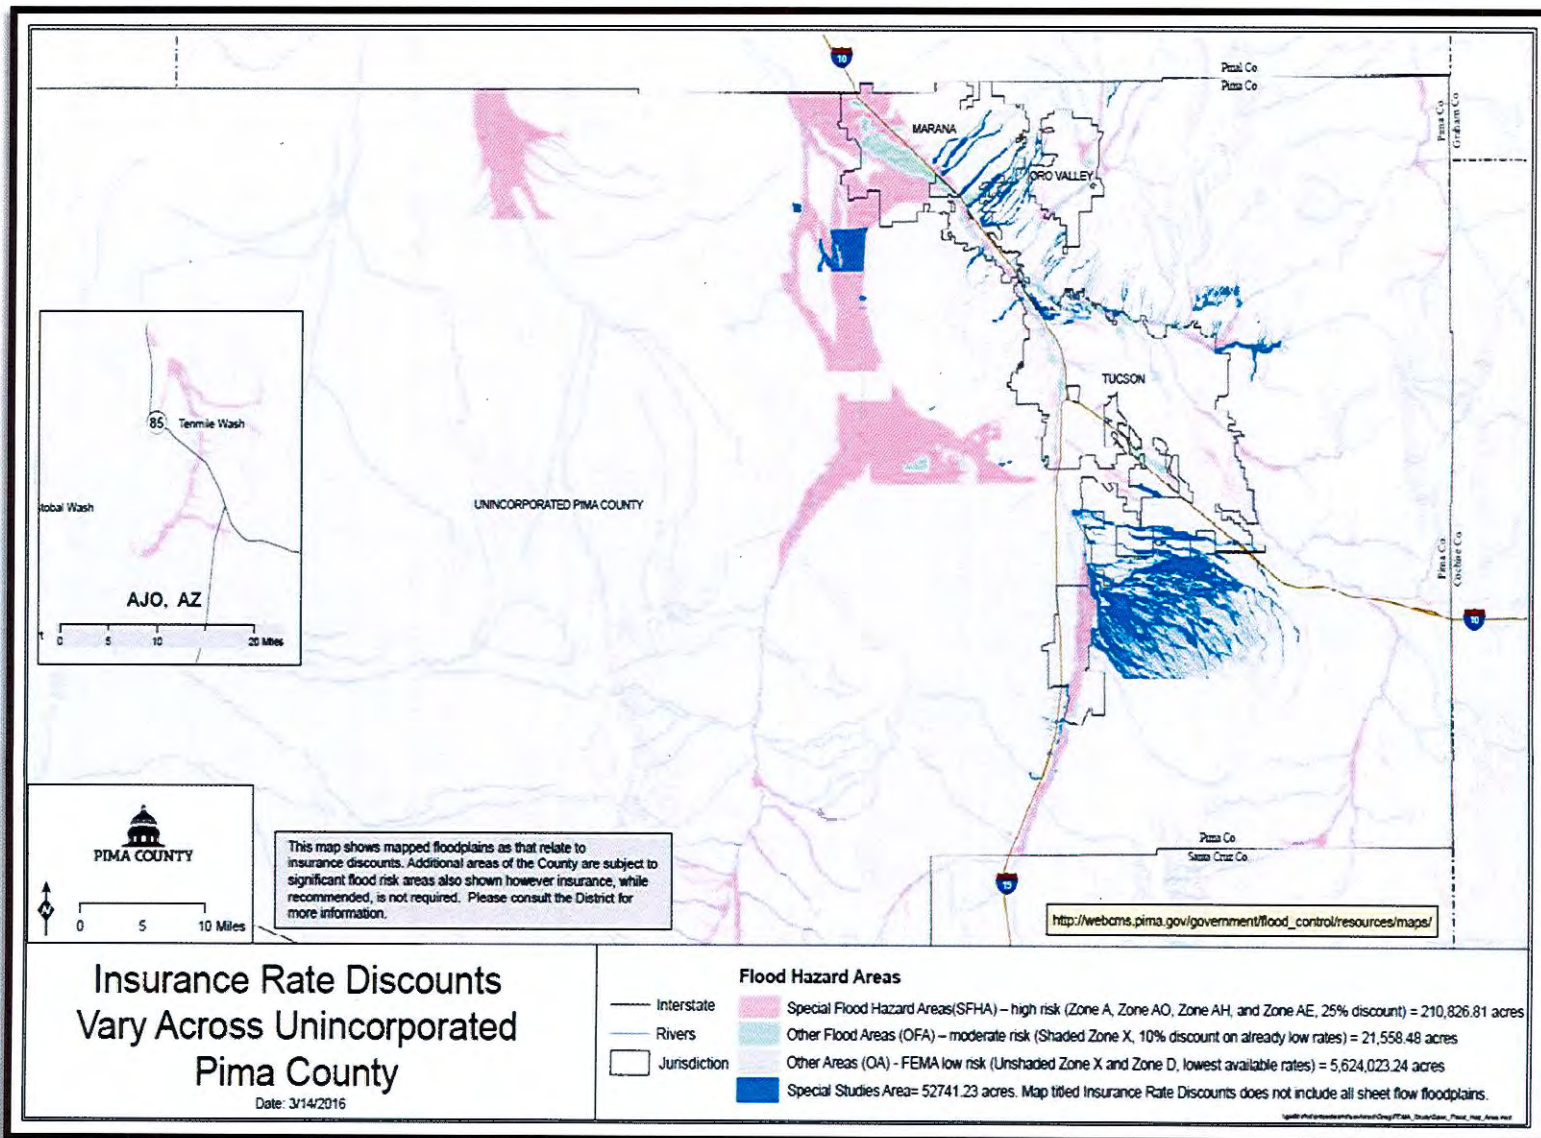 10
Pinal Co
Pima Co
Pima Co
Graham Co
MARANA
ORO VALLEY
TUCSON
85
Tenmile Wash
tobal Wash
UNINCORPORATED PIMA COUNTY
Pima Co
Cochise Co
AJO, AZ
0 5 10 20 Miles
10
PIMA COUNTY
N
0 5 10 Miles
This map shows mapped floodplains as that relate to
insurance discounts. Additional areas of the County are subject to
significant flood risk areas also shown however insurance, while
recommended, is not required. Please consult the District for
more information.
Pima Co
Santa Cruz Co
http://webcms.pima.gov/government/flood_control/resources/maps/
Insurance Rate Discounts
Vary Across Unincorporated
Pima County
Date: 3/14/2016
Interstate
Rivers
Jurisdiction
Flood Hazard Areas
Special Flood Hazard Areas(SFHA) – high risk (Zone A, Zone AO, Zone AH, and Zone AE, 25% discount) = 210,826.81 acres
Other Flood Areas (OFA) – moderate risk (Shaded Zone X, 10% discount on already low rates) = 21,558.48 acres
Other Areas (OA) - FEMA low risk (Unshaded Zone X and Zone D, lowest available rates) = 5,624,023.24 acres
Special Studies Area= 52741.23 acres. Map titled Insurance Rate Discounts does not include all sheet flow floodplains.